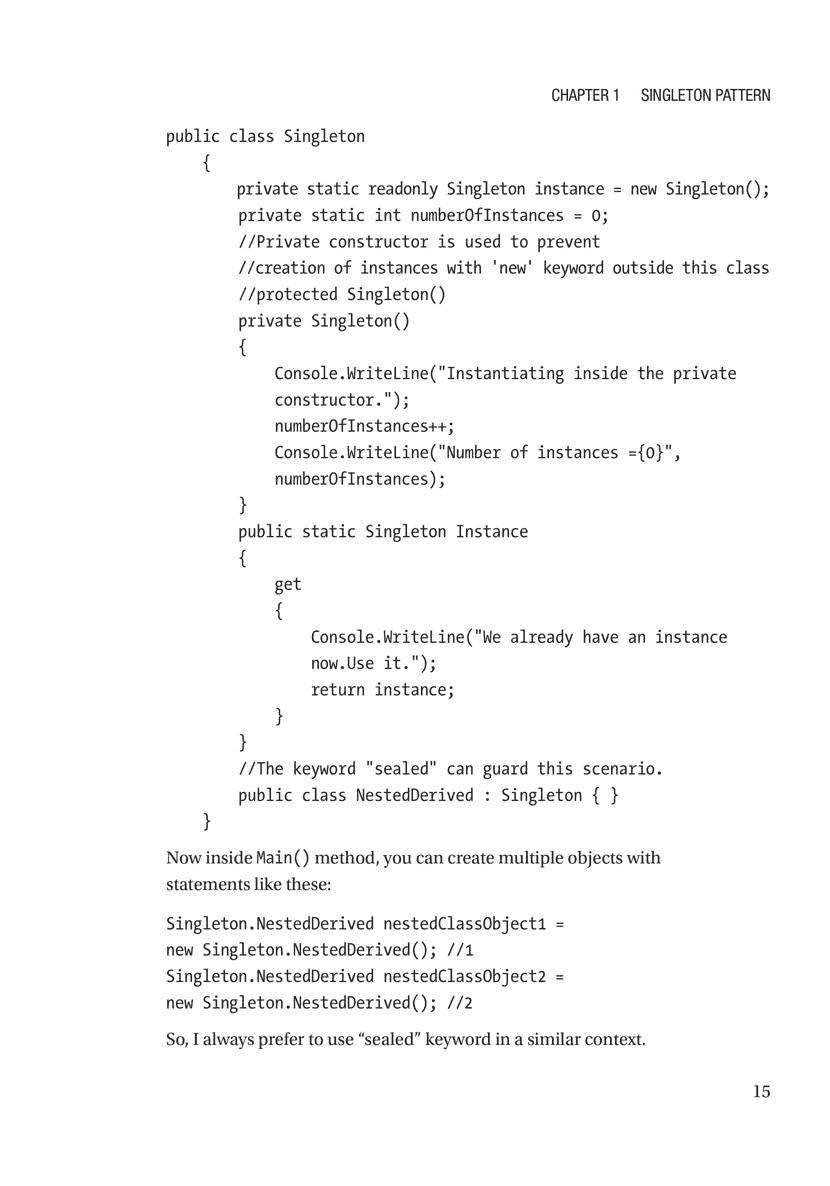 CHAPTER 1 SINGLETON PATTERN
public class Singleton
{
private static readonly Singleton instance = new Singleton();
private static int numberOfInstances = 0;
//Private constructor is used to prevent
//creation of instances with 'new' keyword outside this class
//protected Singleton()
private Singleton()
{
Console.WriteLine("Instantiating inside the private
constructor.");
numberOfInstances++;
Console.WriteLine("Number of instances ={0}",
numberOfInstances);
}
public static Singleton Instance
{
get
{
Console.WriteLine("We already have an instance
now.Use it.");
return instance;
}
}
//The keyword "sealed" can guard this scenario.
public class NestedDerived : Singleton { }
}
Now inside Main() method, you can create multiple objects with
statements like these:
Singleton.NestedDerived nestedClassObject1 =
new Singleton.NestedDerived(); //1
Singleton.NestedDerived nestedClassObject2 =
new Singleton.NestedDerived(); //2
So, I always prefer to use “sealed” keyword in a similar context.
15